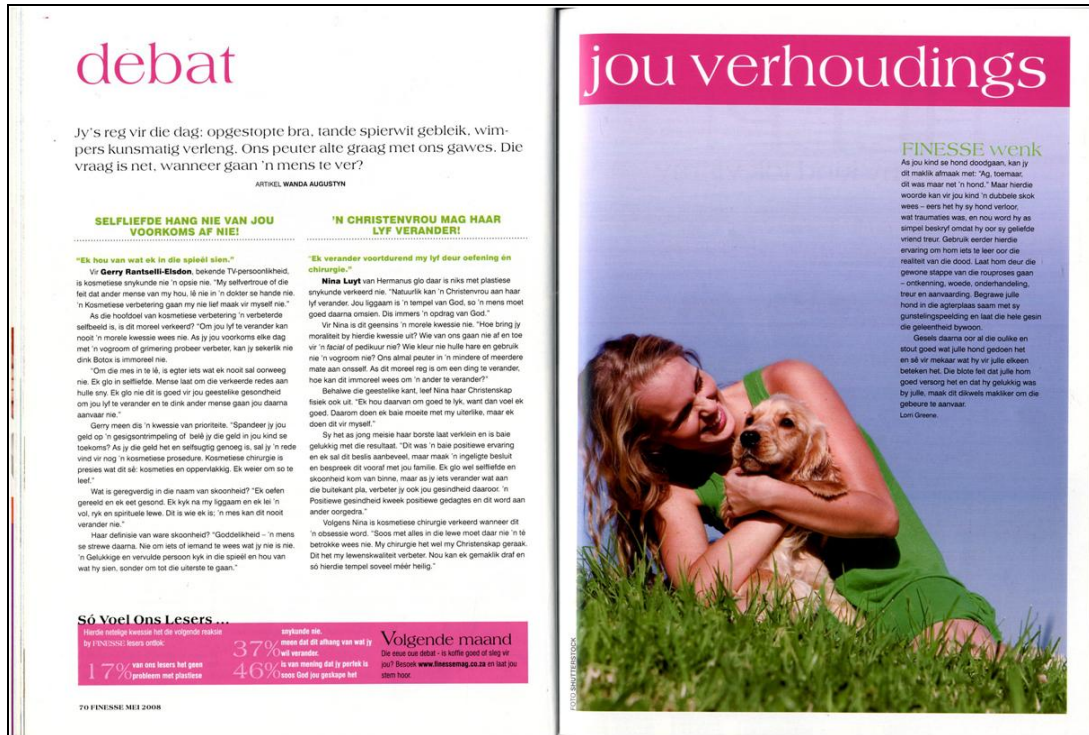 debat
Jy's reg vir die dag: opgestopte bra, tande spierwit gebleik, wim-
pers kunsmatig verleng. Ons peuter alte graag met ons gawes. Die
vraag is net, wanneer gaan 'n mens te ver?
ARTIKEL WANDA AUGUSTYN
SELFLIEFDE HANG NIE VAN JOU
VOORKOMS AF NIE!
"Ek hou van wat ek in die spieël sien."
Vir Gerry Rantselli-Elsdon, bekende TV-persoonlikheid,
is kosmetiese snykunde nie 'n opsie nie. "My selfvertroue of die
feit dat ander mense van my hou, lê nie in 'n dokter se hande nie.
'n Kosmetiese verbetering gaan my nie lief maak vir myself nie."
As die hoofdoel van kosmetiese verbetering 'n verbeterde
selfbeeld is, is dit moreel verkeerd? "Om jou lyf te verander kan
nooit 'n morele kwessie wees nie. As jy jou voorkoms elke dag
met 'n vogroom of grimering probeer verbeter, kan jy sekerlik nie
dink Botox is immoreel nie.
"Om die mes in te lê, is egter iets wat ek nooit sal oorweeg
nie. Ek glo in selfliefde. Mense laat om die verkeerde redes aan
hulle sny. Ek glo nie dit is goed vir jou geestelike gesondheid
om jou lyf te verander en te dink ander mense gaan jou daarna
aanvaar nie."
Gerry meen dis 'n kwessie van prioriteite. "Spandeer jy jou
geld op 'n gesigsontrimpeling of belê jy die geld in jou kind se
toekoms? As jy die geld het en selfsugtig genoeg is, sal jy 'n rede
vind vir nog 'n kosmetiese prosedure. Kosmetiese chirurgie is
presies wat dit sê: kosmeties en oppervlakkig. Ek weier om so te
leef."
Wat is geregverdig in die naam van skoonheid? "Ek oefen
gereeld en ek eet gesond. Ek kyk na my liggaam en ek lei 'n
vol, ryk en spirituele lewe. Dit is wie ek is; 'n mes kan dit nooit
verander nie."
Haar definisie van ware skoonheid? "Goddelikheid – 'n mens
se strewe daarna. Nie om iets of iemand te wees wat jy nie is nie.
'n Gelukkige en vervulde persoon kyk in die spieël en hou van
wat hy sien, sonder om tot die uiterste te gaan."
'N CHRISTENVROU MAG HAAR
LYF VERANDER!
"Ek verander voortdurend my lyf deur oefening én
chirurgie."
Nina Luyt van Hermanus glo daar is niks met plastiese
snykunde verkeerd nie. "Natuurlik kan 'n Christenvrou aan haar
lyf verander. Jou liggaam is 'n tempel van God, so 'n mens moet
goed daarna omsien. Dis immers 'n opdrag van God."
Vir Nina is dit geensins 'n morele kwessie nie. "Hoe bring jy
moraliteit by hierdie kwessie uit? Wie van ons gaan nie af en toe
vir 'n facial of pedikuur nie? Wie kleur nie hulle hare en gebruik
nie 'n vogroom nie? Ons almal peuter in 'n mindere of meerdere
mate aan onsself. As dit moreel reg is om een ding te verander,
hoe kan dit immoreel wees om 'n ander te verander?"
Behalwe die geestelike kant, leef Nina haar Christenskap
fisiek ook uit. "Ek hou daarvan om goed te lyk, want dan voel ek
goed. Daarom doen ek baie moeite met my uiterlike, maar ek
doen dit vir myself."
Sy het as jong meisie haar borste laat verklein en is baie
gelukkig met die resultaat. "Dit was 'n baie positiewe ervaring
en ek sal dit beslis aanbeveel, maar maak 'n ingeligte besluit
en bespreek dit vooraf met jou familie. Ek glo wel selfliefde en
skoonheid kom van binne, maar as jy iets verander wat aan
die buitekant pla, verbeter jy ook jou gesindheid daaroor. 'n
Positiewe gesindheid kweek positiewe gedagtes en dit word aan
ander oorgedra."
Volgens Nina is kosmetiese chirurgie verkeerd wanneer dit
'n obsessie word. "Soos met alles in die lewe moet daar nie 'n té
betrokke wees nie. My chirurgie het wel my Christenskap geraak.
Dit het my lewenskwaliteit verbeter. Nou kan ek gemaklik draf en
só hierdie tempel soveel méér heilig."
Só Voel Ons Lesers ...
Hierdie netelige kwessie het die volgende reaksie
by FINESSE lesers ontlok:
17% van ons lesers het geen
probleem met plastiese
snykunde nie.
37% meen dat dit afhang van wat jy
wil verander.
46% is van mening dat jy perfek is
soos God jou geskape het
Volgende maand
Die eeue oue debat - is koffie goed of sleg vir
jou? Besoek www.finessemag.co.za en laat jou
stem hoor.
70 FINESSE MEI 2008
jou verhoudings
FINESSE wenk
As jou kind se hond doodgaan, kan jy
dit maklik afmaak met: "Ag, toemaar,
dit was maar net 'n hond." Maar hierdie
woorde kan vir jou kind 'n dubbele skok
wees – eers het hy sy hond verloor,
wat traumaties was, en nou word hy as
simpel beskryf omdat hy oor sy geliefde
vriend treur. Gebruik eerder hierdie
ervaring om hom iets te leer oor die
realiteit van die dood. Laat hom deur die
gewone stappe van die rouproses gaan
– ontkenning, woede, onderhandeling,
treur en aanvaarding. Begrawe julle
hond in die agterplaas saam met sy
gunstelingspeelding en laat die hele gesin
die geleentheid bywoon.
Gesels daarna oor al die oulike en
stout goed wat julle hond gedoen het
en sê vir mekaar wat hy vir julle elkeen
beteken het. Die blote feit dat julle hom
goed versorg het en dat hy gelukkig was
by julle, maak dit dikwels makliker om die
gebeure te aanvaar.
Lorri Greene.
FOTO SHUTTERSTOCK